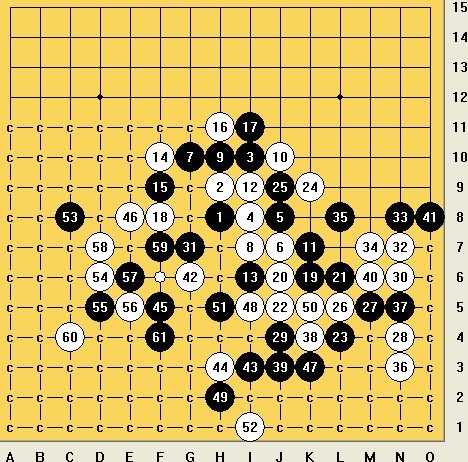 15
14
13
12
c c c c c c c 16 17 11
c c c c c 14 7 9 3 10 10
c c c c c 15 c 2 12 25 24 9
c c 53 c 46 18 c 1 4 5 35 33 41 8
c c c 58 c 59 31 c 8 6 11 34 32 c 7
c c c 54 57 42 c 13 20 19 21 40 30 c 6
c c c 55 56 45 c 51 48 22 50 26 27 37 c 5
c c 60 c c 61 c c c 29 38 23 c 28 c 4
c c c c c c c 44 43 39 47 c c 36 c 3
c c c c c c c 49 c c c c c c c 2
c c c c c c c c 52 c c c c c c 1
A B C D E F G H I J K L M N O